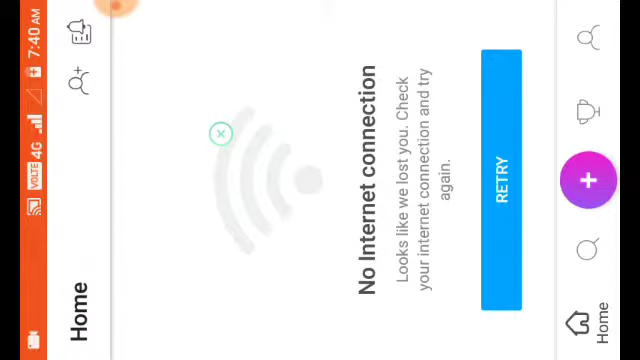 VOLTE 4G 7:40 AM
Home
No Internet connection
Looks like we lost you. Check
your internet connection and try
again.
RETRY
Home